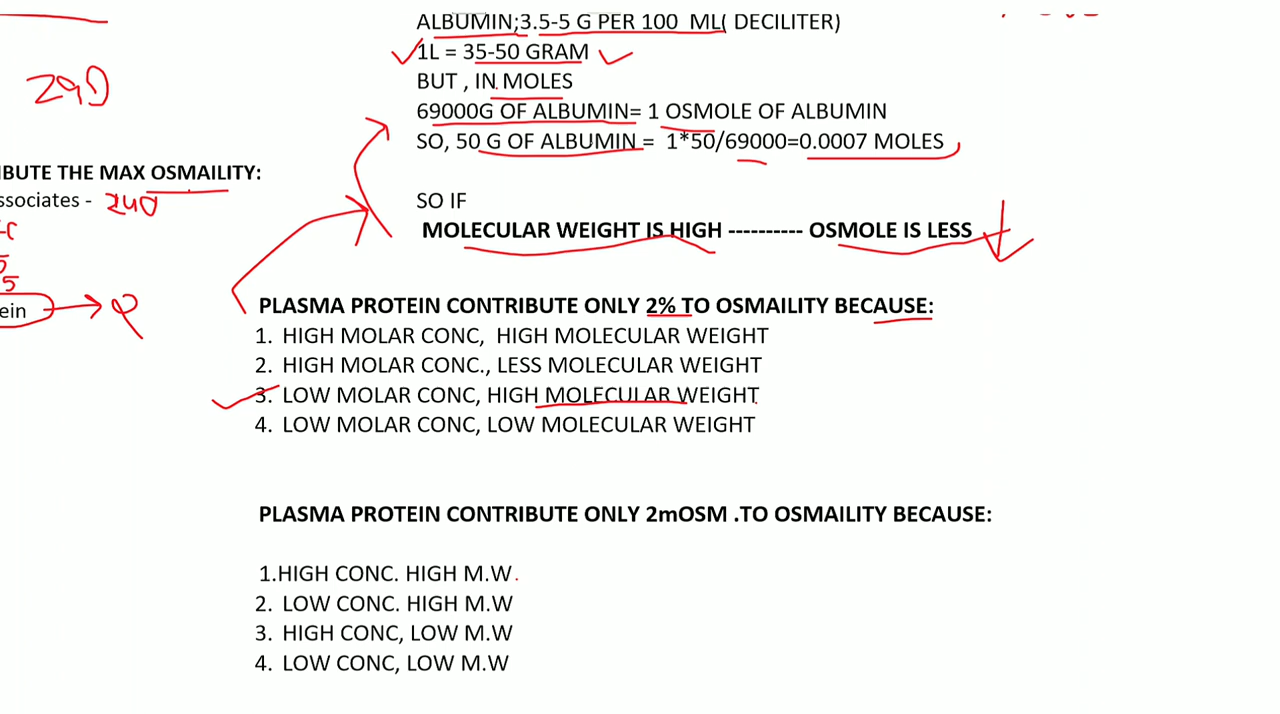 ALBUMIN;3.5-5 G PER 100 ML( DECILITER)
1L = 35-50 GRAM
290
BUT , IN MOLES
69000G OF ALBUMIN= 1 OSMOLE OF ALBUMIN
SO, 50 G OF ALBUMIN = 1*50/69000=0.0007 MOLES
IBUTE THE MAX OSMAILITY:
ssociates - 240
SO IF
MOLECULAR WEIGHT IS HIGH ---------- OSMOLE IS LESS
5
5
ein
PLASMA PROTEIN CONTRIBUTE ONLY 2% TO OSMAILITY BECAUSE:
1. HIGH MOLAR CONC, HIGH MOLECULAR WEIGHT
2. HIGH MOLAR CONC., LESS MOLECULAR WEIGHT
3. LOW MOLAR CONC, HIGH MOLECULAR WEIGHT
4. LOW MOLAR CONC, LOW MOLECULAR WEIGHT
PLASMA PROTEIN CONTRIBUTE ONLY 2mOSM .TO OSMAILITY BECAUSE:
1.HIGH CONC. HIGH M.W
2. LOW CONC. HIGH M.W
3. HIGH CONC, LOW M.W
4. LOW CONC, LOW M.W